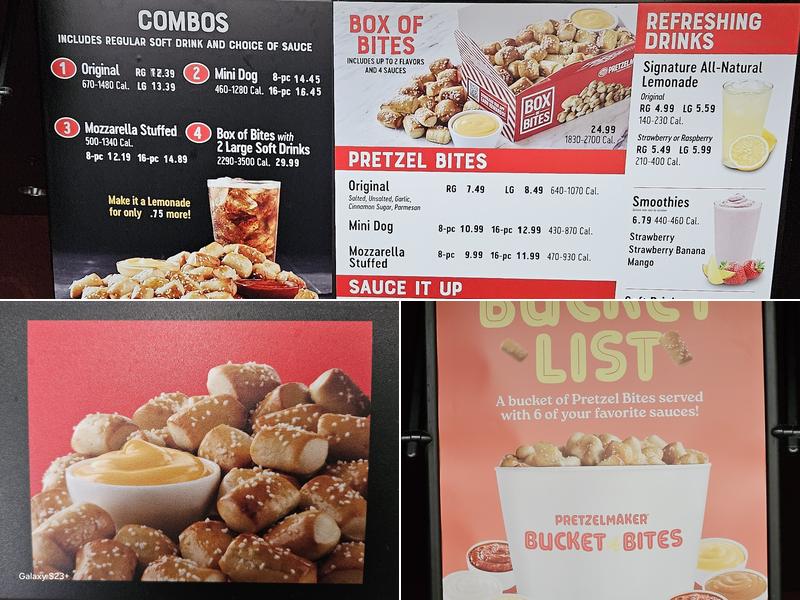 COMBOS
INCLUDES REGULAR SOFT DRINK AND CHOICE OF SAUCE
1 Original RG 12.39
670-1480 Cal. LG 13.39
2 Mini Dog 8-pc 14.45
460-1280 Cal. 16-pc 16.45
3 Mozzarella Stuffed
500-1340 Cal.
8-pc 12.19 16-pc 14.89
4 Box of Bites with
2 Large Soft Drinks
2290-3500 Cal. 29.99
Make it a Lemonade
for only .75 more!
BOX OF
BITES
INCLUDES UP TO 2 FLAVORS
AND 4 SAUCES
BOX
OF
BITES
24.99
1830-2700 Cal.
PRETZEL BITES
Original RG 7.49 LG 8.49 640-1070 Cal.
Salted, Unsalted, Garlic,
Cinnamon Sugar, Parmesan
Mini Dog 8-pc 10.99 16-pc 12.99 430-870 Cal.
Mozzarella
Stuffed 8-pc 9.99 16-pc 11.99 470-930 Cal.
SAUCE IT UP
REFRESHING
DRINKS
Signature All-Natural
Lemonade
Original
RG 4.99 LG 5.59
140-230 Cal.
Strawberry or Raspberry
RG 5.49 LG 5.99
210-400 Cal.
Smoothies
6.79 440-460 Cal.
Strawberry
Strawberry Banana
Mango
Galaxy S23+
BUCKET
LIST
A bucket of Pretzel Bites served
with 6 of your favorite sauces!
PRETZELMAKER
BUCKET OF BITES